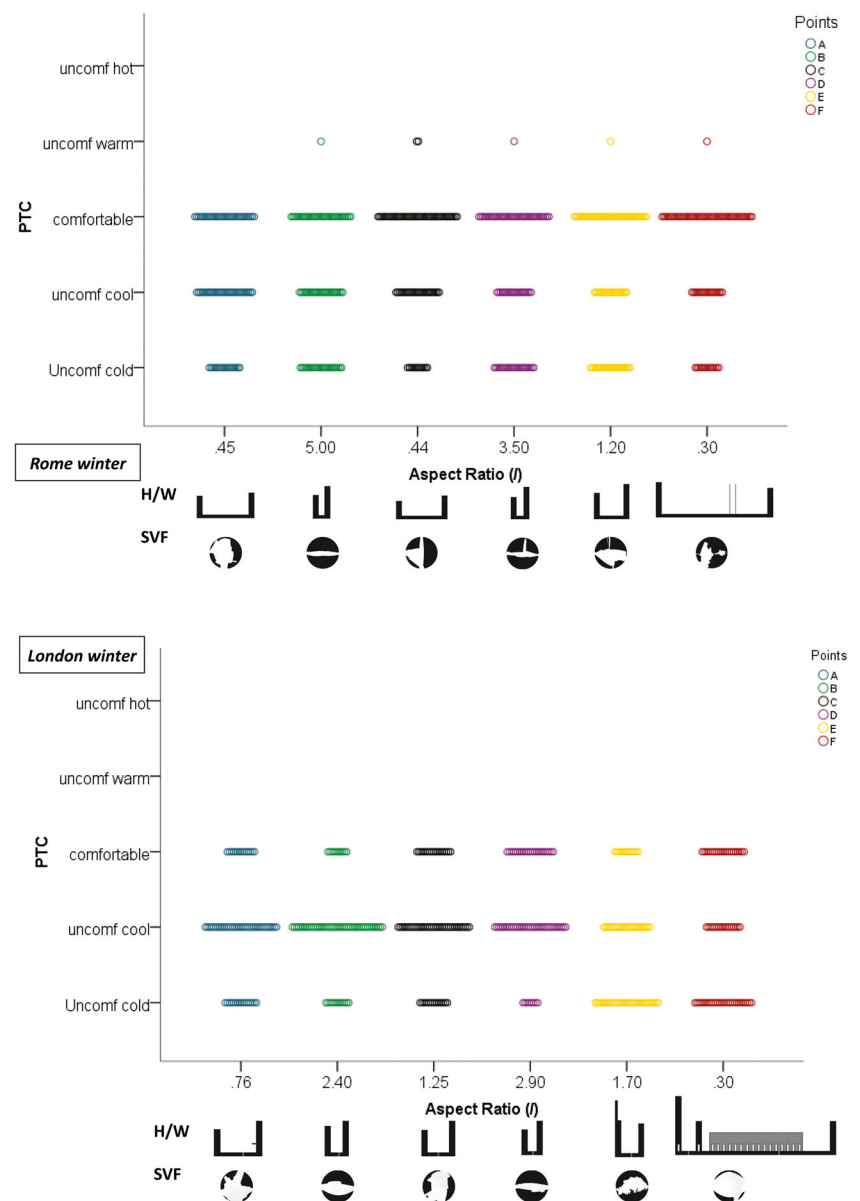 Points
A
B
C
D
E
F
uncomf hot
uncomf warm
comfortable
uncomf cool
Uncomf cold
PTC
.45 5.00 .44 3.50 1.20 .30
Aspect Ratio (/)
Rome winter
H/W
SVF
London winter
Points
A
B
C
D
E
F
uncomf hot
uncomf warm
comfortable
uncomf cool
Uncomf cold
PTC
.76 2.40 1.25 2.90 1.70 .30
Aspect Ratio (/)
H/W
SVF